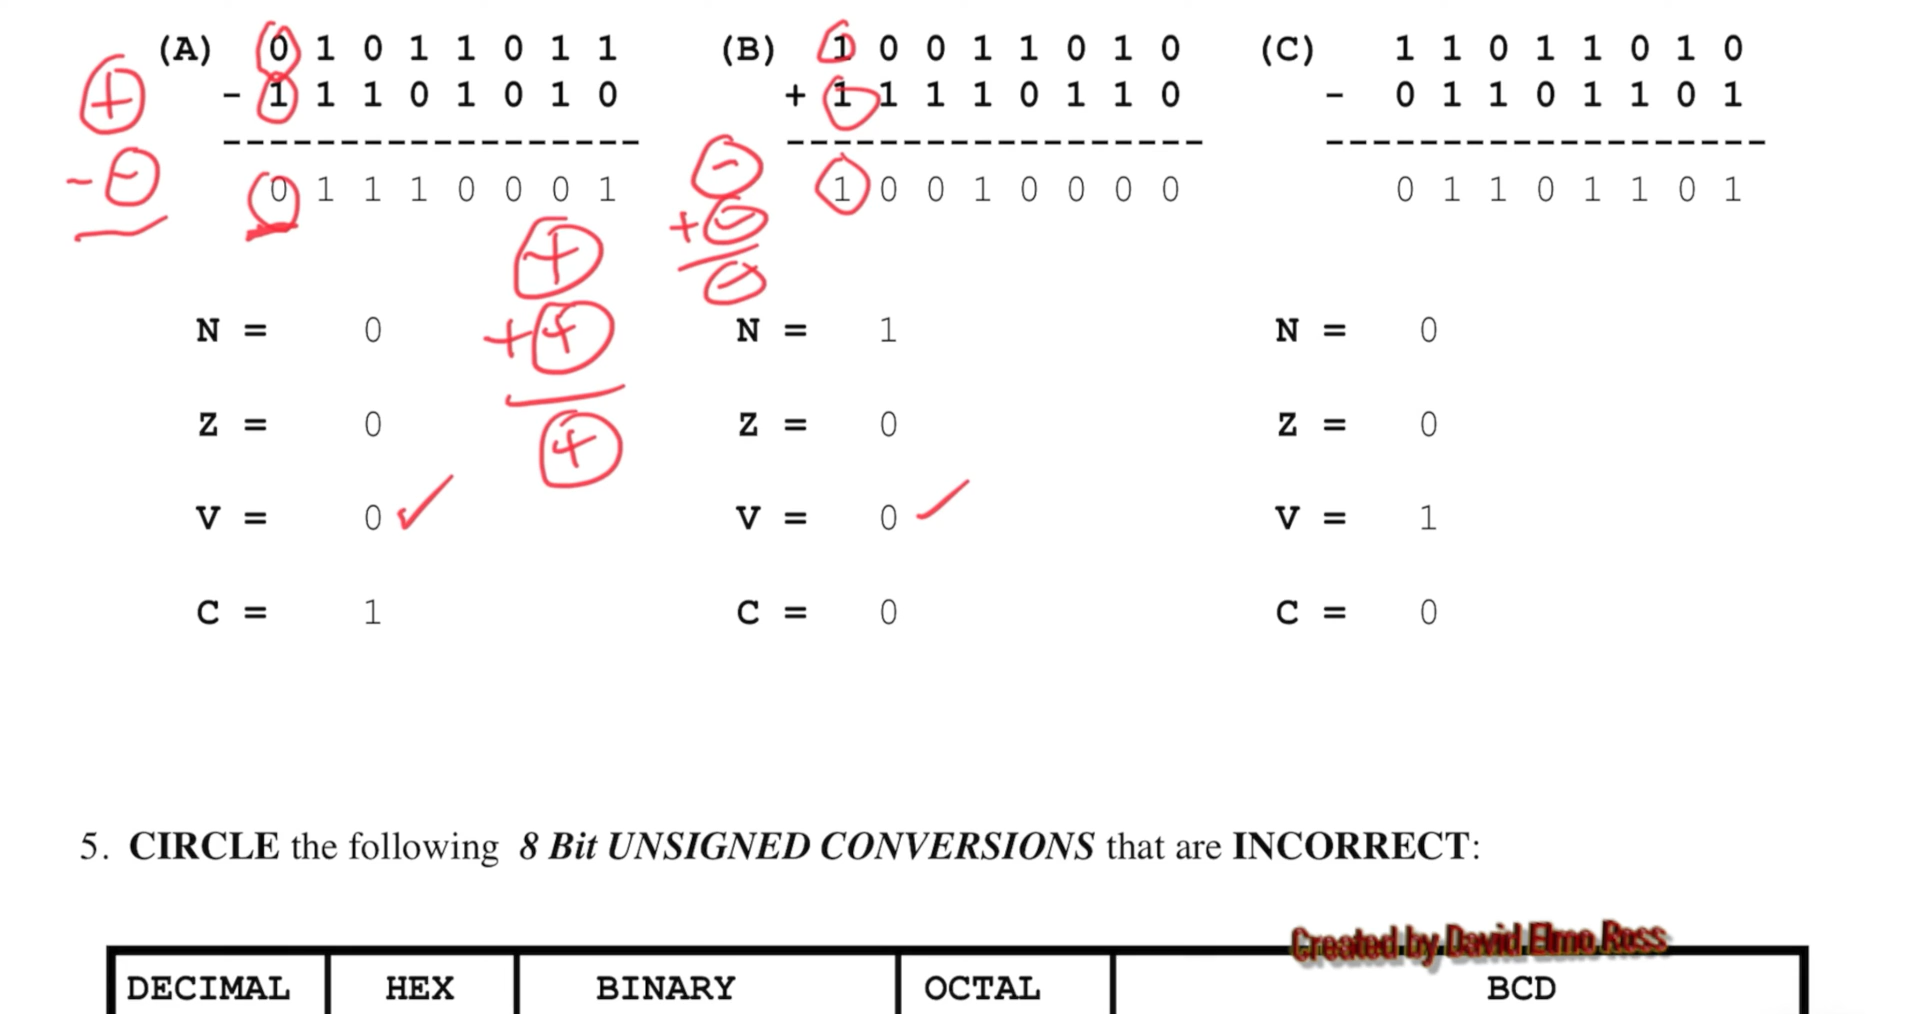 (A) 0 1 0 1 1 0 1 1 (B) 1 0 0 1 1 0 1 0 (C) 1 1 0 1 1 0 1 0
+ - 1 1 1 0 1 0 1 0 + 1 1 1 1 0 1 1 0 - 0 1 1 0 1 1 0 1
----------------- ----------------- -----------------
- - 0 1 1 1 0 0 0 1 - 1 0 0 1 0 0 0 0 0 1 1 0 1 1 0 1
+ + -
-
N = 0 + + N = 1 N = 0
Z = 0 + Z = 0 Z = 0
V = 0 ✓ V = 0 ✓ V = 1
C = 1 C = 0 C = 0
5. CIRCLE the following 8 Bit UNSIGNED CONVERSIONS that are INCORRECT:
Created by David Elmo Ross
DECIMAL HEX BINARY OCTAL BCD